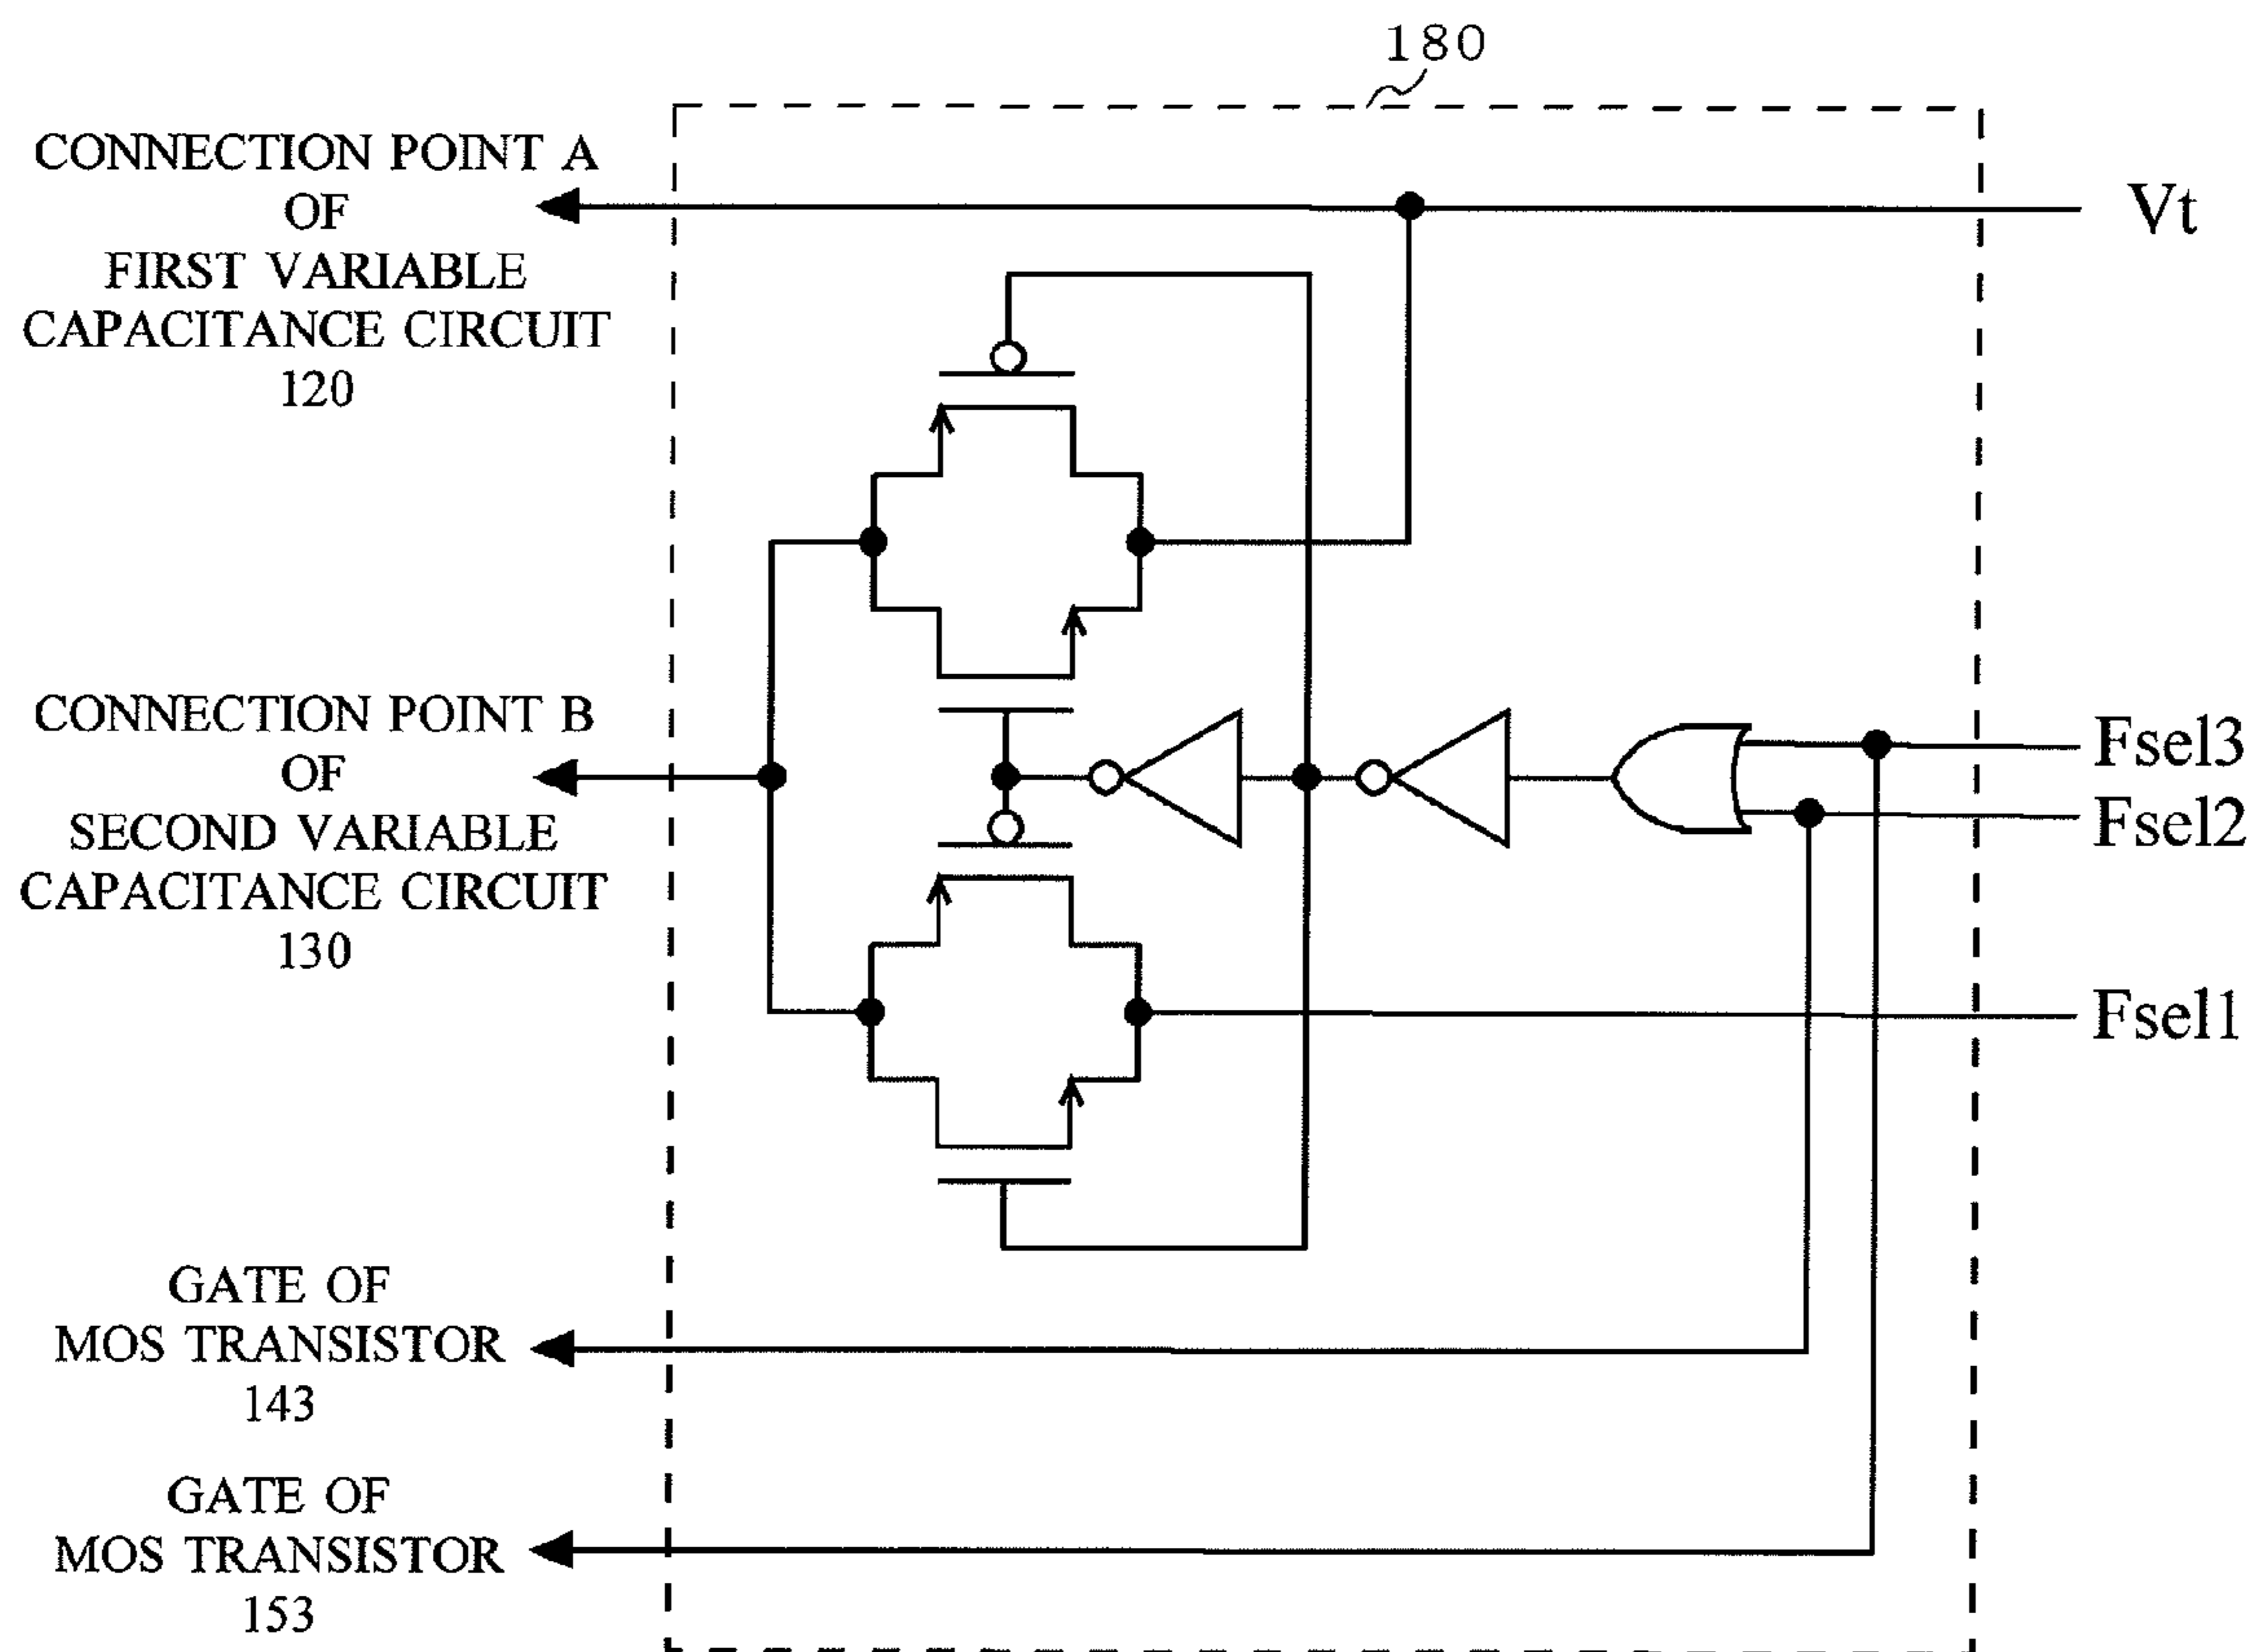 180
CONNECTION POINT A
OF
FIRST VARIABLE
CAPACITANCE CIRCUIT
120
Vt
CONNECTION POINT B
OF
SECOND VARIABLE
CAPACITANCE CIRCUIT
130
Fsel3
Fsel2
Fsel1
GATE OF
MOS TRANSISTOR
143
GATE OF
MOS TRANSISTOR
153